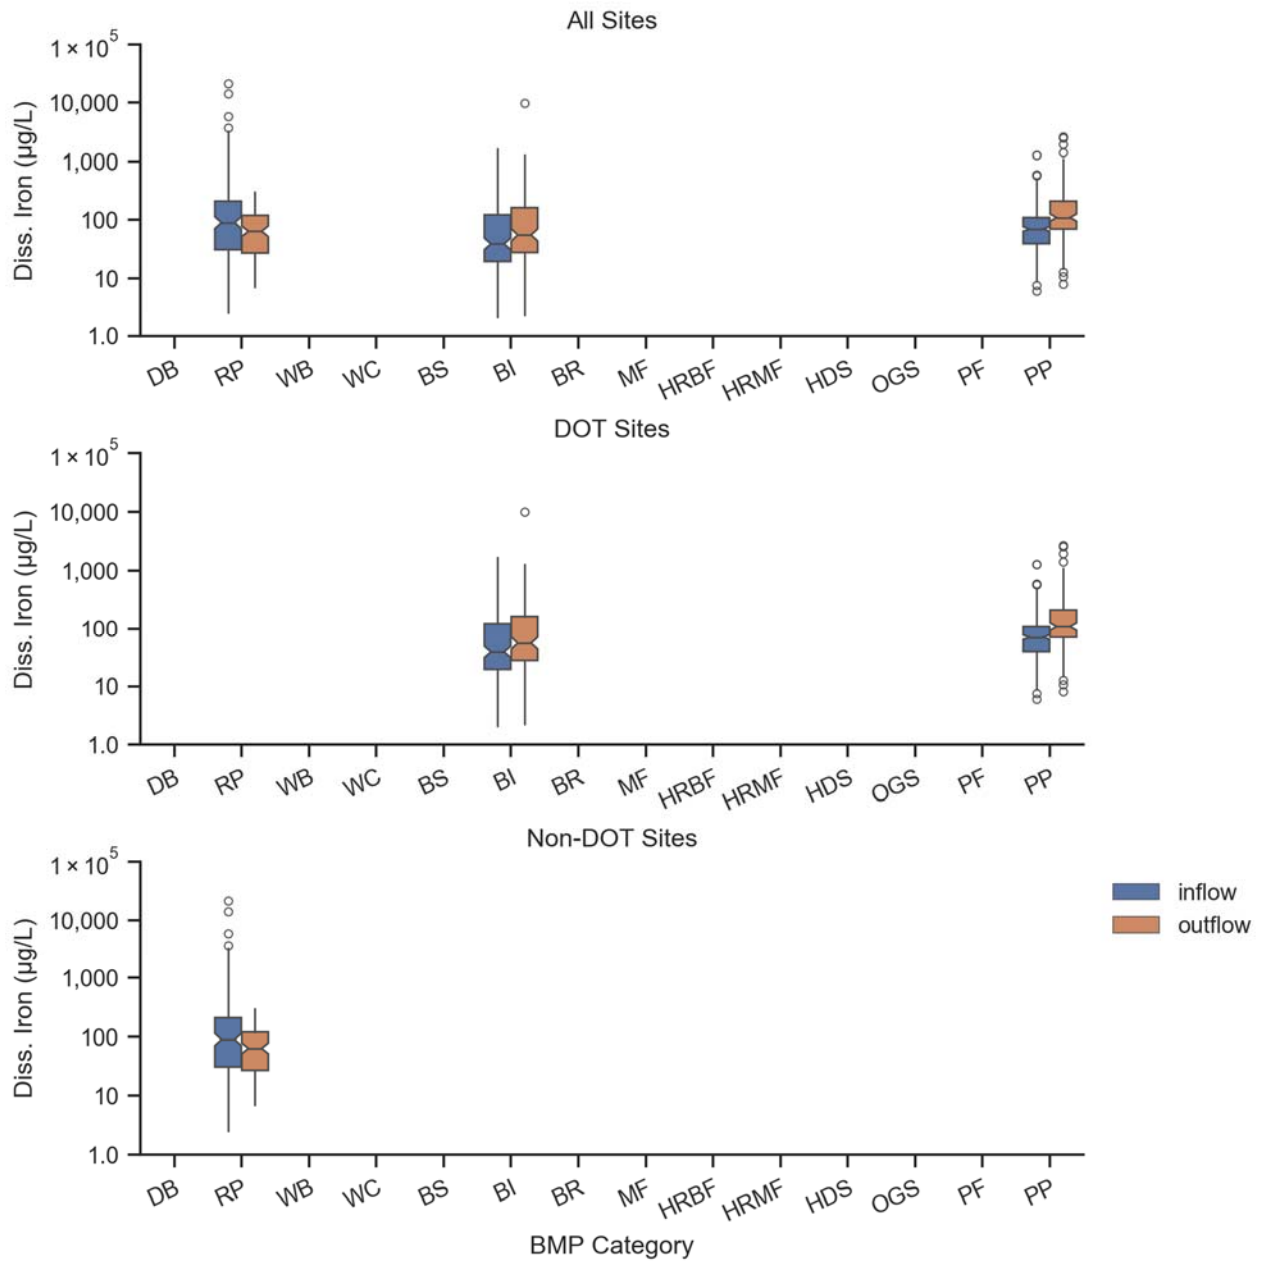 All Sites
1 × 10^5
10,000
1,000
100
10
1.0
Diss. Iron (µg/L)
DB RP WB WC BS BI BR MF HRBF HRMF HDS OGS PF PP
DOT Sites
1 × 10^5
10,000
1,000
100
10
1.0
Diss. Iron (µg/L)
DB RP WB WC BS BI BR MF HRBF HRMF HDS OGS PF PP
Non-DOT Sites
1 × 10^5
10,000
1,000
100
10
1.0
Diss. Iron (µg/L)
DB RP WB WC BS BI BR MF HRBF HRMF HDS OGS PF PP
BMP Category
inflow
outflow